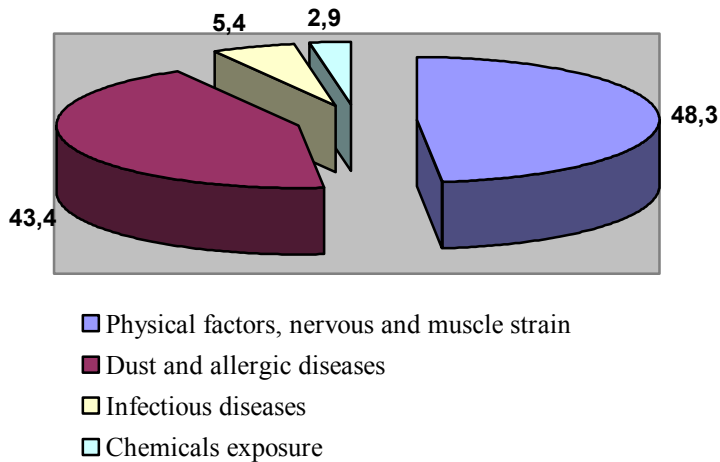 5,4
2,9
48,3
43,4
Physical factors, nervous and muscle strain
Dust and allergic diseases
Infectious diseases
Chemicals exposure